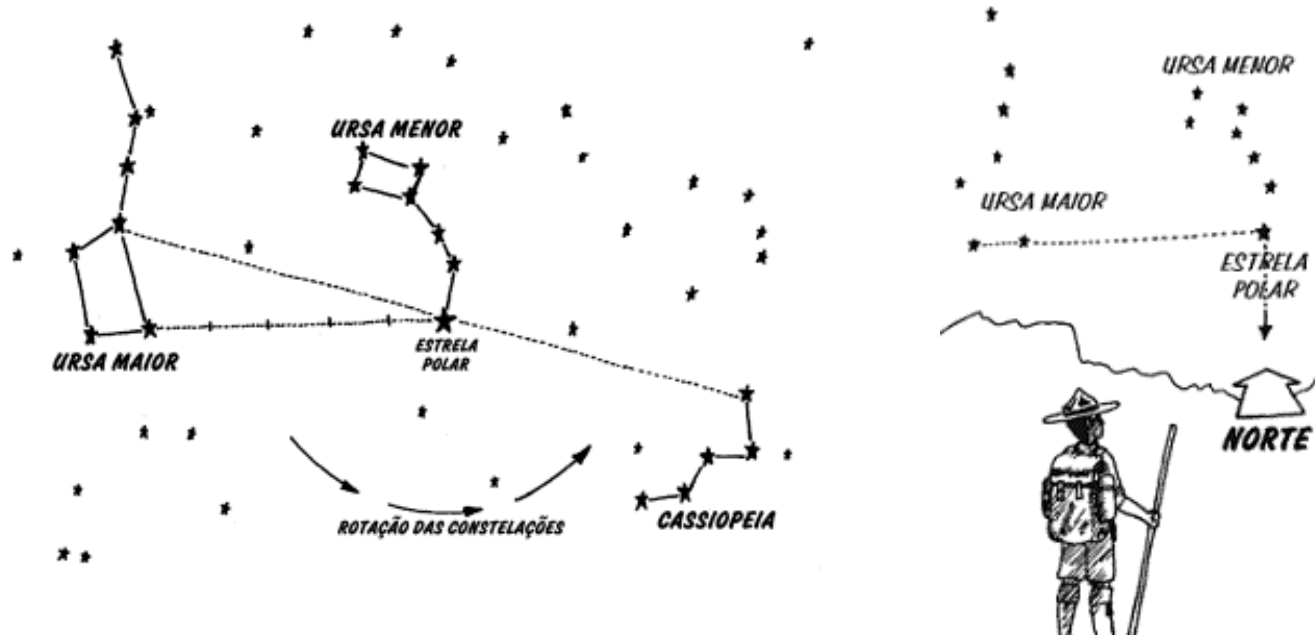 URSA MENOR
URSA MAIOR
ESTRELA
POLAR
ROTAÇÃO DAS CONSTELAÇÕES
CASSIOPEIA
URSA MENOR
URSA MAIOR
ESTRELA
POLAR
NORTE